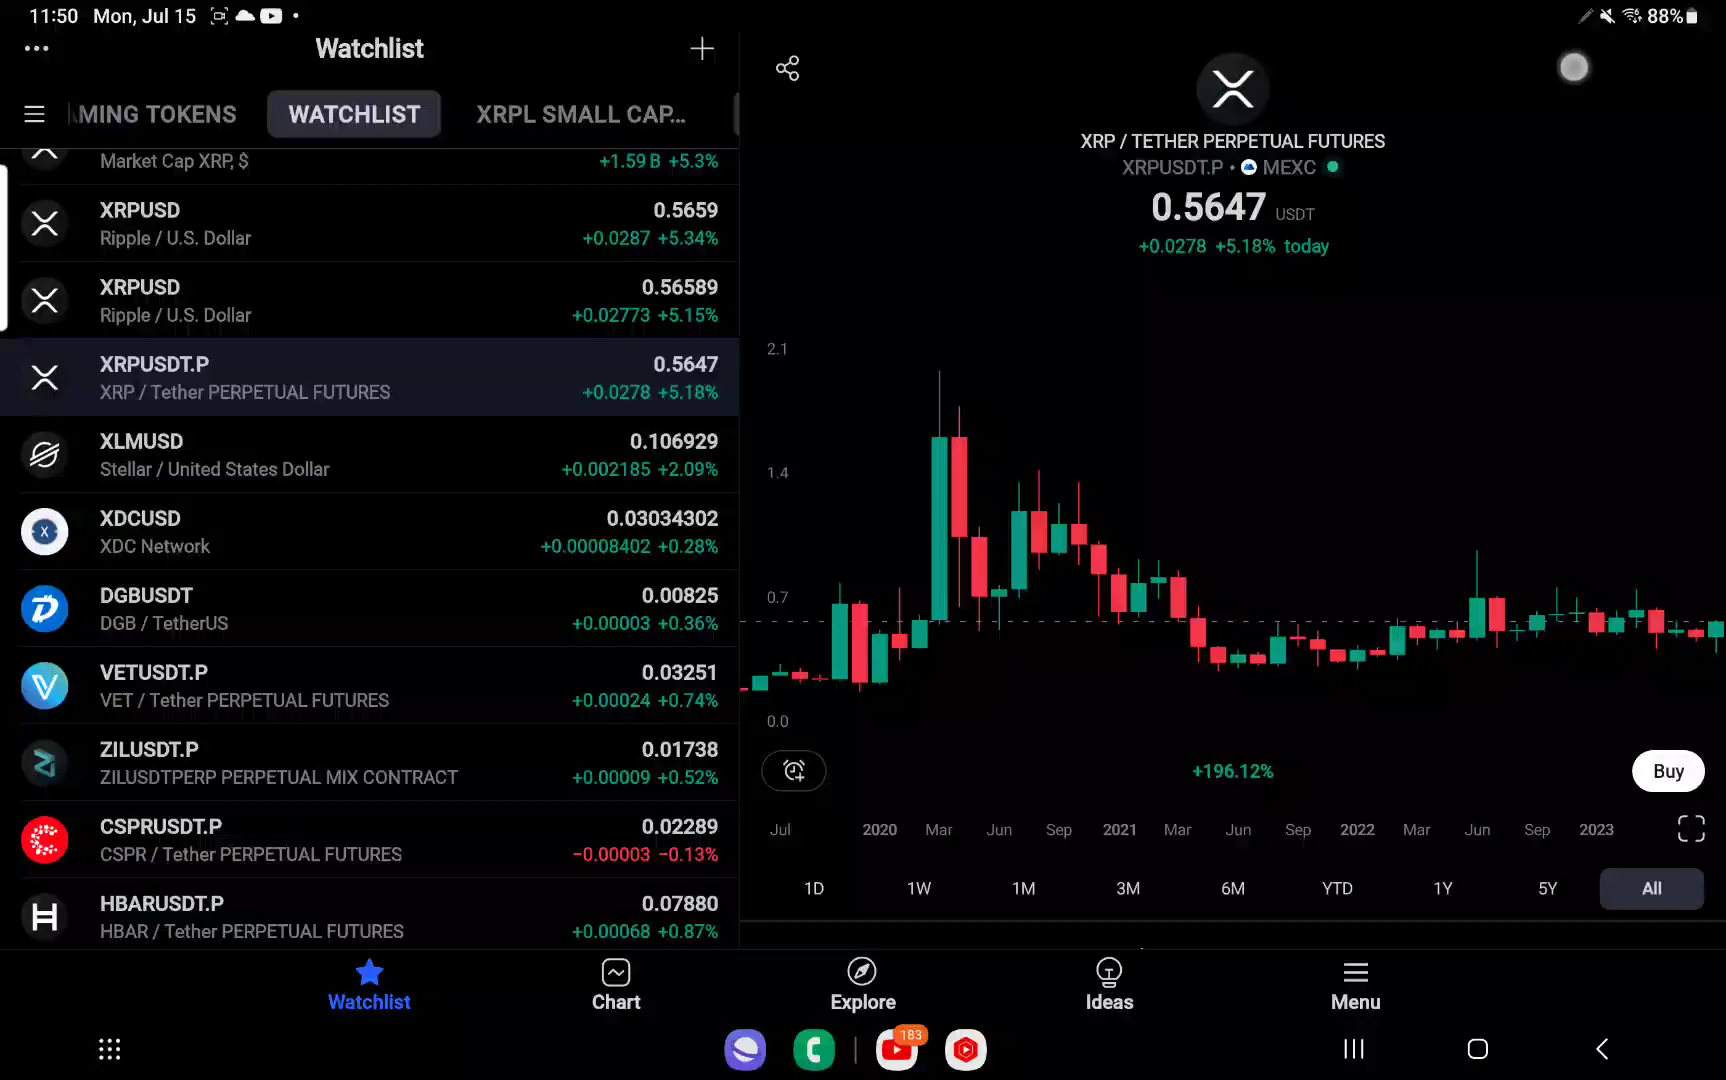 11:50 Mon, Jul 15
88%
Watchlist
MING TOKENS
WATCHLIST
XRPL SMALL CAP...
Market Cap XRP, $
+1.59 B +5.3%
XRPUSD
0.5659
Ripple / U.S. Dollar
+0.0287 +5.34%
XRPUSD
0.56589
Ripple / U.S. Dollar
+0.02773 +5.15%
XRPUSDT.P
0.5647
XRP / Tether PERPETUAL FUTURES
+0.0278 +5.18%
XLMUSD
0.106929
Stellar / United States Dollar
+0.002185 +2.09%
XDCUSD
0.03034302
XDC Network
+0.00008402 +0.28%
DGBUSDT
0.00825
DGB / TetherUS
+0.00003 +0.36%
VETUSDT.P
0.03251
VET / Tether PERPETUAL FUTURES
+0.00024 +0.74%
ZILUSDT.P
0.01738
ZILUSDTPERP PERPETUAL MIX CONTRACT
+0.00009 +0.52%
CSPRUSDT.P
0.02289
CSPR / Tether PERPETUAL FUTURES
−0.00003 −0.13%
HBARUSDT.P
0.07880
HBAR / Tether PERPETUAL FUTURES
+0.00068 +0.87%
XRP / TETHER PERPETUAL FUTURES
XRPUSDT.P • MEXC
0.5647 USDT
+0.0278 +5.18% today
2.1
1.4
0.7
0.0
+196.12%
Buy
Jul 2020 Mar Jun Sep 2021 Mar Jun Sep 2022 Mar Jun Sep 2023
1D 1W 1M 3M 6M YTD 1Y 5Y All
Watchlist Chart Explore Ideas Menu
183